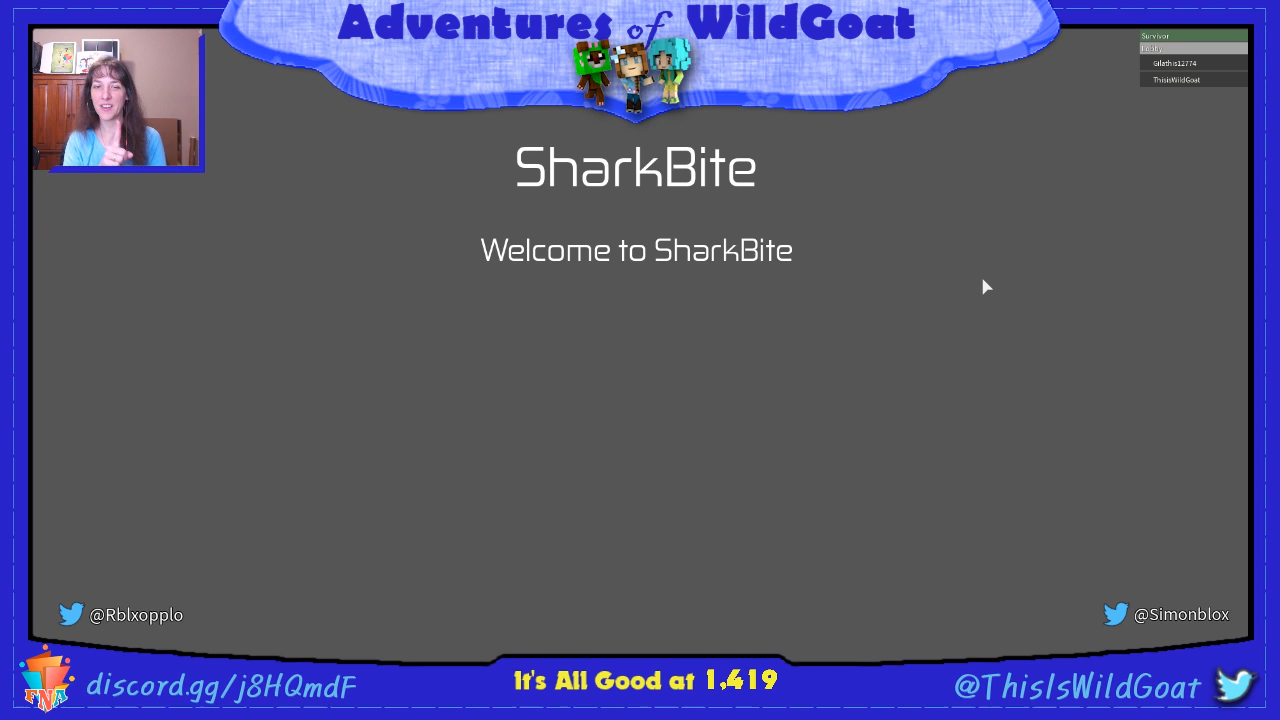 Adventures of WildGoat
Survivor
Lobby
Gilathis12774
ThisisWildGoat
SharkBite
Welcome to SharkBite
@Rblxopplo
@Simonblox
FNA
discord.gg/j8HQmdF
It's All Good at 1,419
@ThisIsWildGoat